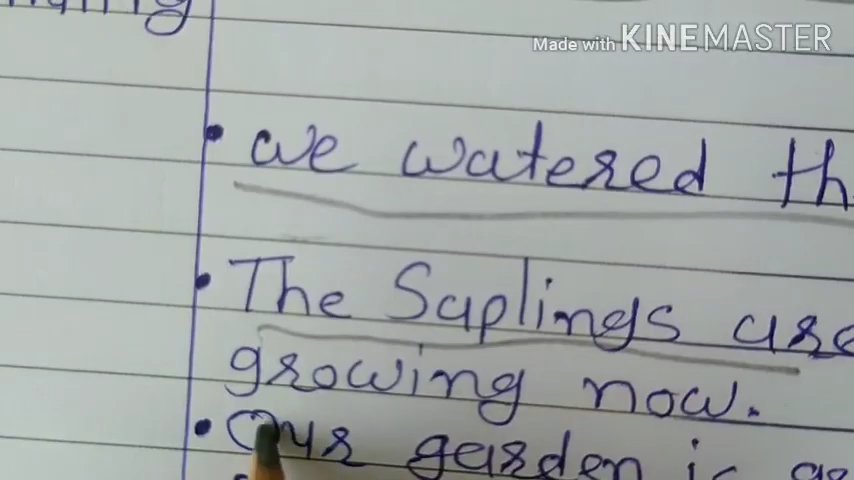 Made with KINEMASTER
• we watered th
• The Saplings are
growing now.
• Our garden is